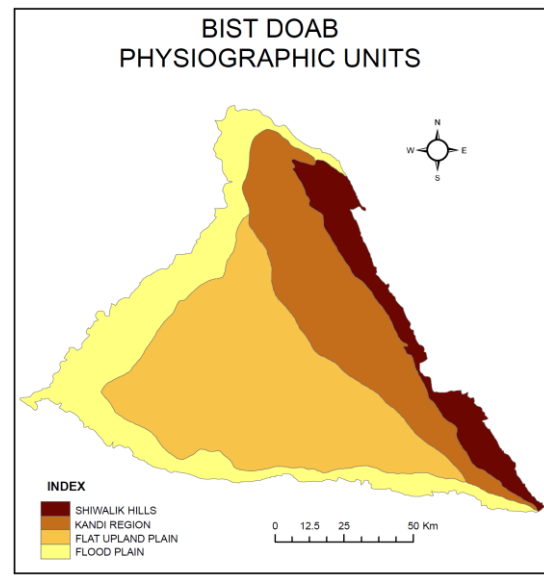 BIST DOAB
PHYSIOGRAPHIC UNITS
N
W E
S
INDEX
SHIWALIK HILLS
KANDI REGION
FLAT UPLAND PLAIN
FLOOD PLAIN
0 12.5 25 50 Km